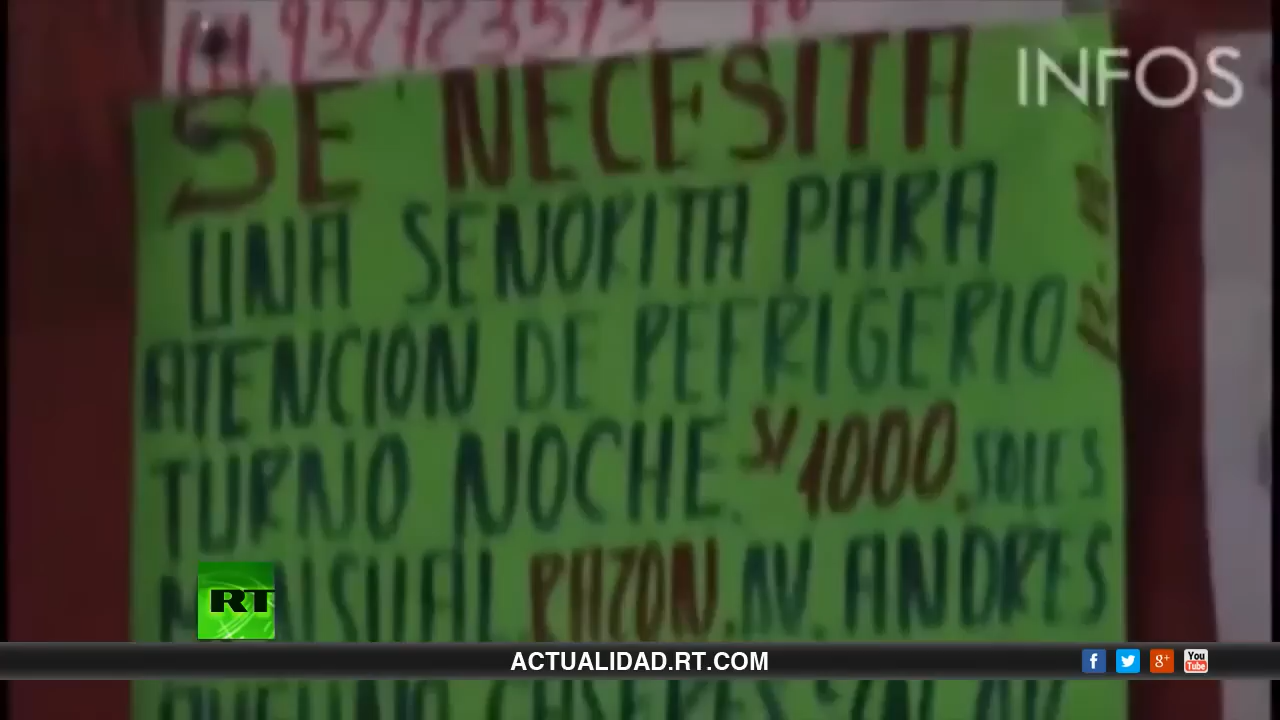 952723573
INFOS
SE NECESITA
UNA SEÑORITA PARA
ATENCION DE REFRIGERIO
TURNO NOCHE. S/ 1000. SOLES
MENSUAL. RAZON. AV. ANDRES
RT
ACTUALIDAD.RT.COM
You Tube